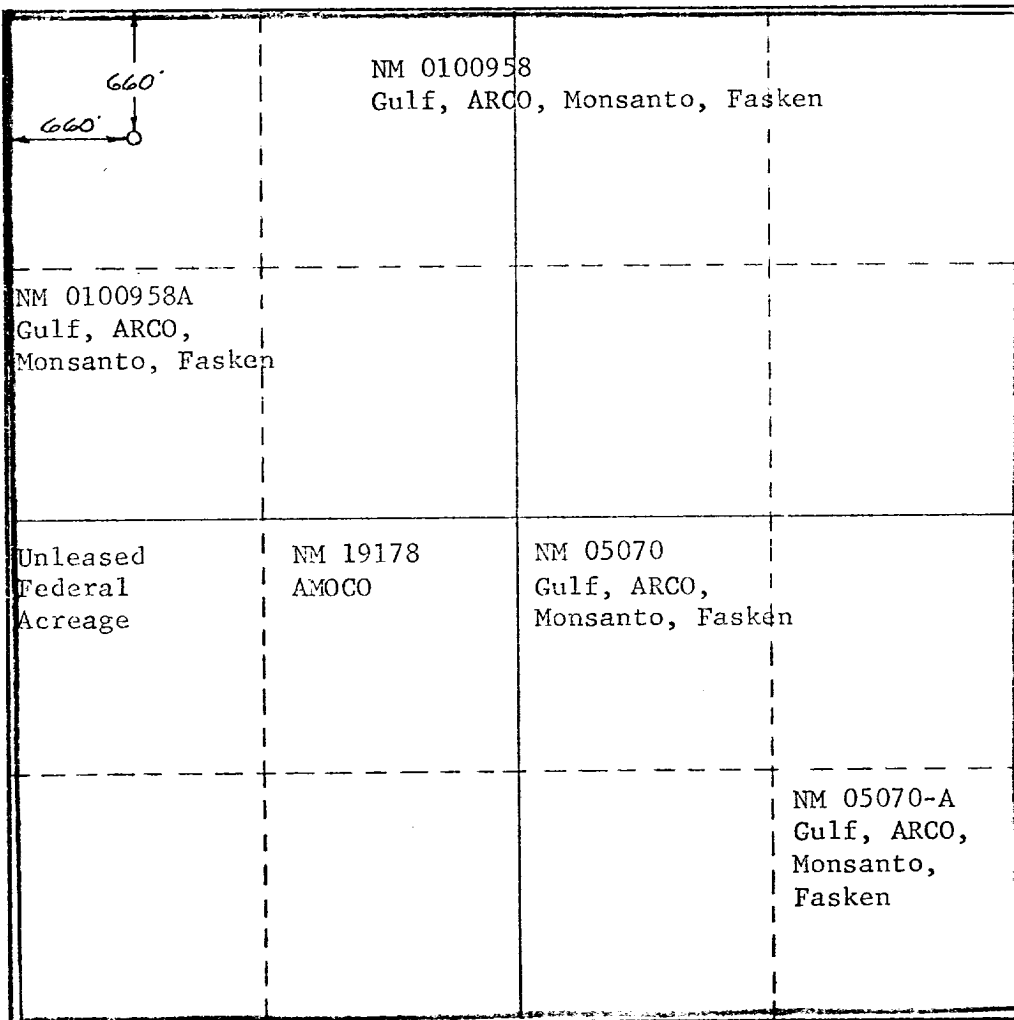 NM 0100958
Gulf, ARCO, Monsanto, Fasken
660'
660'
NM 0100958A
Gulf, ARCO,
Monsanto, Fasken
Unleased
Federal
Acreage
NM 19178
AMOCO
NM 05070
Gulf, ARCO,
Monsanto, Fasken
NM 05070-A
Gulf, ARCO,
Monsanto,
Fasken